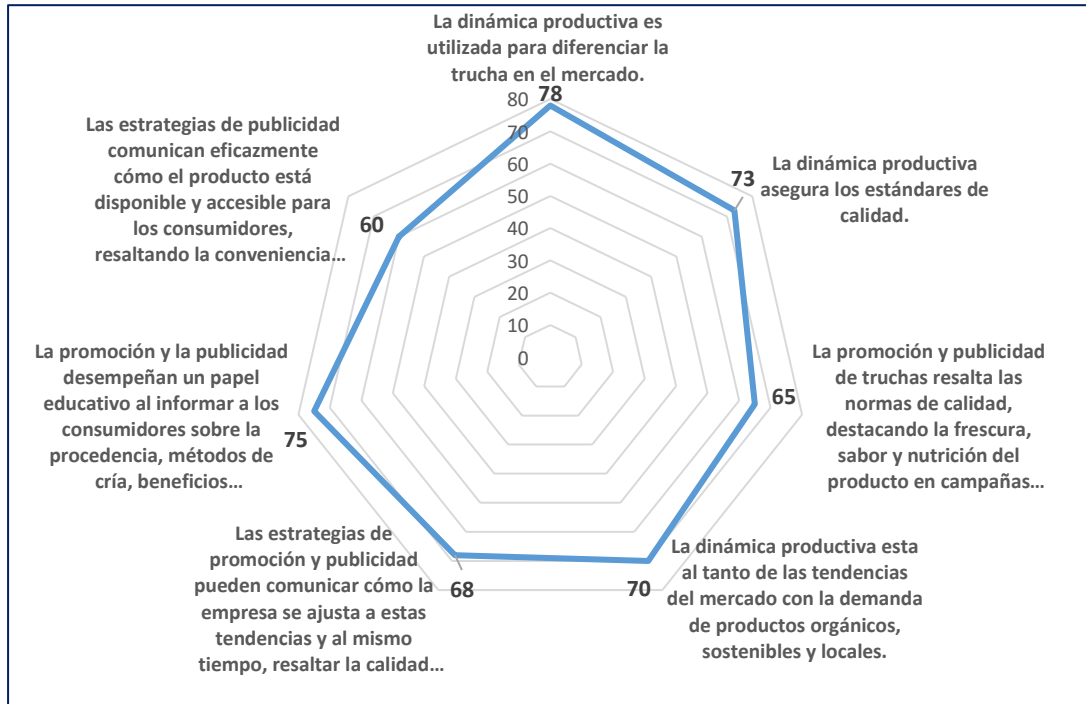 La dinámica productiva es
utilizada para diferenciar la
trucha en el mercado.
78
80
70
60
50
40
30
20
10
0
La dinámica productiva
asegura los estándares de
calidad.
73
La promoción y publicidad
de truchas resalta las
normas de calidad,
destacando la frescura,
sabor y nutrición del
producto en campañas…
65
La dinámica productiva esta
al tanto de las tendencias
del mercado con la demanda
de productos orgánicos,
sostenibles y locales.
70
Las estrategias de
promoción y publicidad
pueden comunicar cómo la
empresa se ajusta a estas
tendencias y al mismo
tiempo, resaltar la calidad…
68
La promoción y la publicidad
desempeñan un papel
educativo al informar a los
consumidores sobre la
procedencia, métodos de
cría, beneficios…
75
Las estrategias de publicidad
comunican eficazmente
cómo el producto está
disponible y accesible para
los consumidores,
resaltando la conveniencia…
60